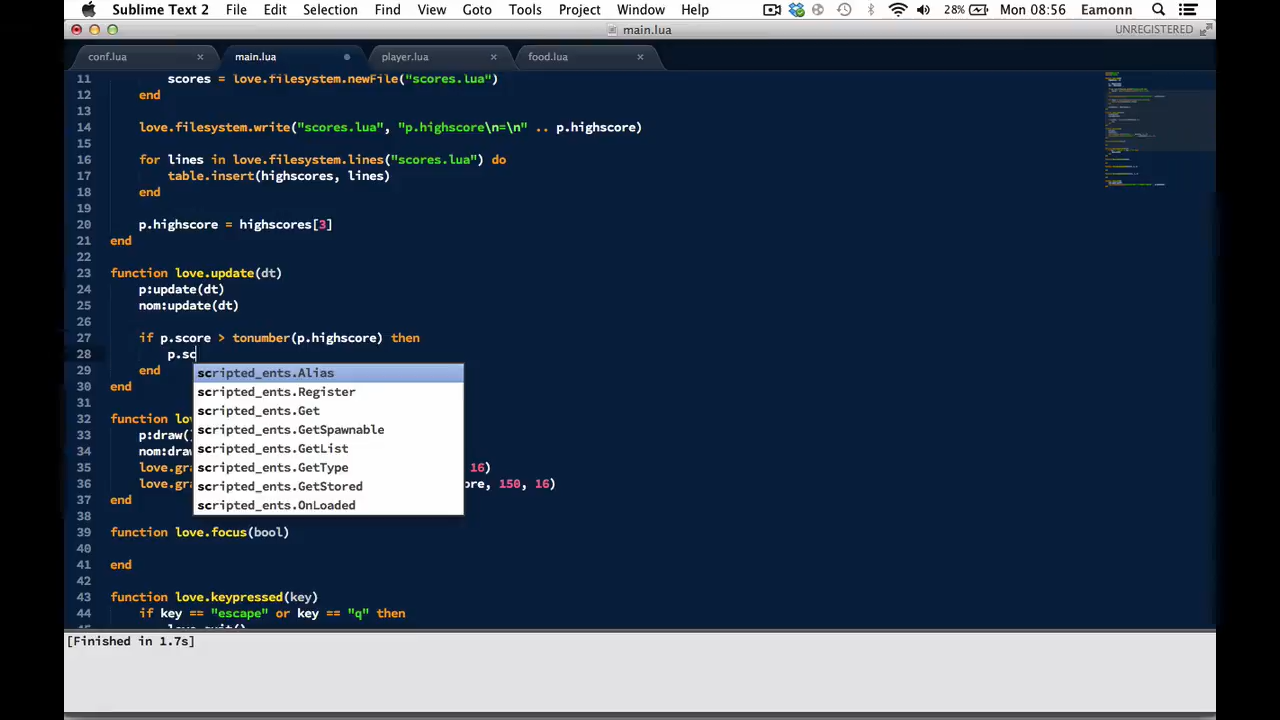 Sublime Text 2 File Edit Selection Find View Goto Tools Project Window Help 28% Mon 08:56 Eamonn
main.lua UNREGISTERED
conf.lua main.lua player.lua food.lua
11 scores = love.filesystem.newFile("scores.lua")
12 end
13
14 love.filesystem.write("scores.lua", "p.highscore\n=\n" .. p.highscore)
15
16 for lines in love.filesystem.lines("scores.lua") do
17 table.insert(highscores, lines)
18 end
19
20 p.highscore = highscores[3]
21 end
22
23 function love.update(dt)
24 p:update(dt)
25 nom:update(dt)
26
27 if p.score > tonumber(p.highscore) then
28 p.sc
scripted_ents.Alias
29 end
scripted_ents.Register
30 end
31
scripted_ents.Get
32 function lo
scripted_ents.GetSpawnable
33 p:draw(
34 nom:dra
scripted_ents.GetList
35 love.gr 16)
scripted_ents.GetType
36 love.gr re, 150, 16)
scripted_ents.GetStored
37 end
scripted_ents.OnLoaded
38
39 function love.focus(bool)
40
41 end
42
43 function love.keypressed(key)
44 if key == "escape" or key == "q" then
[Finished in 1.7s]